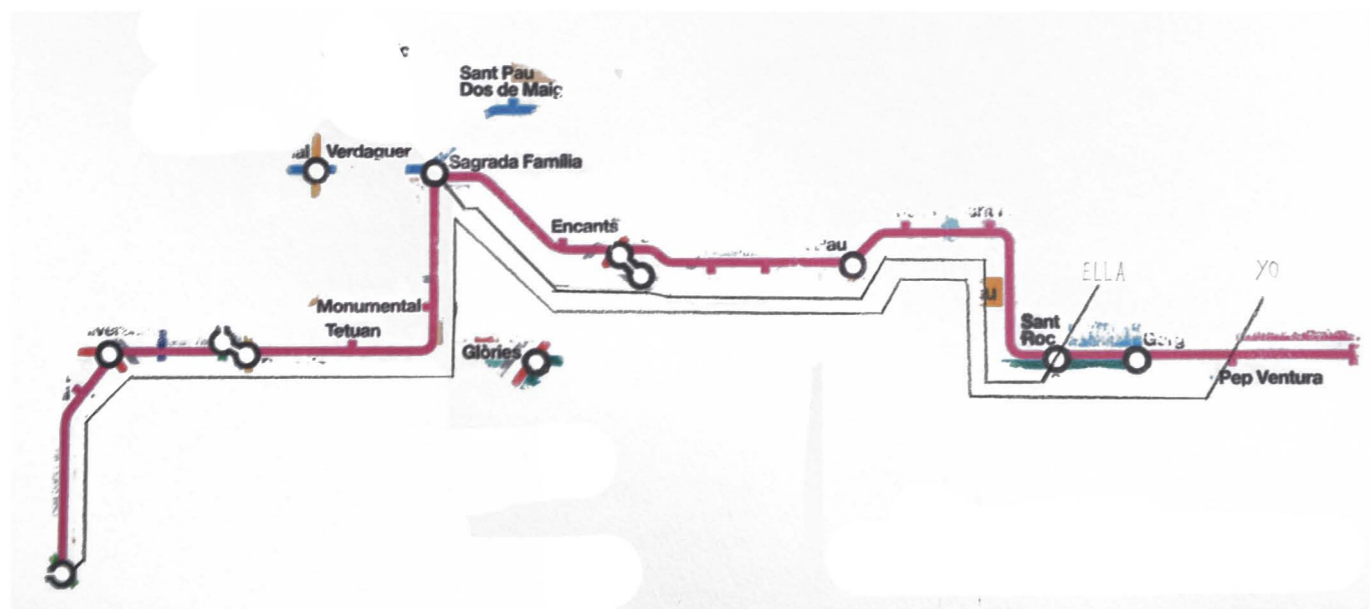 Sant Pau
Dos de Maig
Verdaguer
Sagrada Família
Encants
ELLA
YO
Monumental
Tetuan
Glòries
Sant
Roc
Gorg
Pep Ventura